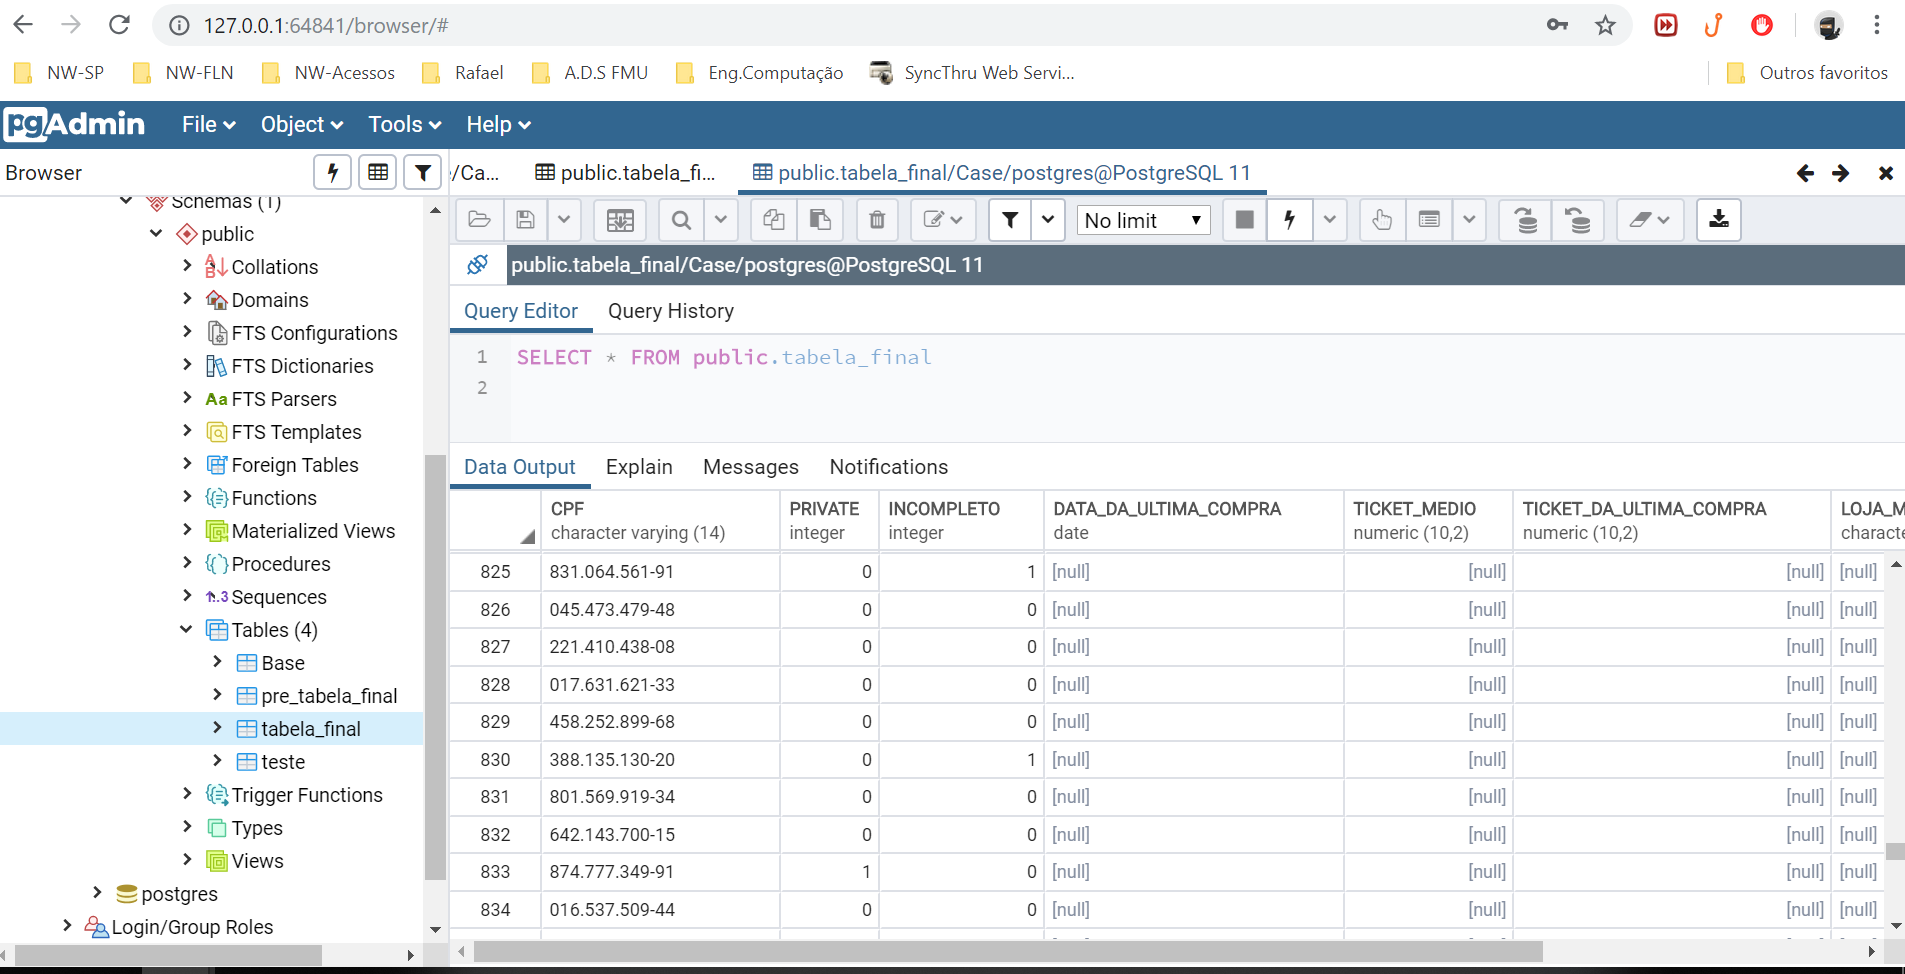 127.0.0.1:64841/browser/#
NW-SP NW-FLN NW-Acessos Rafael A.D.S FMU Eng.Computação SyncThru Web Servi... Outros favoritos
pgAdmin File Object Tools Help
Browser
/Ca... public.tabela_fi... public.tabela_final/Case/postgres@PostgreSQL 11
Schemas (1)
public
Collations
Domains
FTS Configurations
FTS Dictionaries
Aa FTS Parsers
FTS Templates
Foreign Tables
Functions
Materialized Views
Procedures
1..3 Sequences
Tables (4)
Base
pre_tabela_final
tabela_final
teste
Trigger Functions
Types
Views
postgres
Login/Group Roles
No limit
public.tabela_final/Case/postgres@PostgreSQL 11
Query Editor Query History
1 SELECT * FROM public.tabela_final
2
Data Output Explain Messages Notifications
CPF PRIVATE INCOMPLETO DATA_DA_ULTIMA_COMPRA TICKET_MEDIO TICKET_DA_ULTIMA_COMPRA LOJA_M
character varying (14) integer integer date numeric (10,2) numeric (10,2) characte
825 831.064.561-91 0 1 [null] [null] [null] [null]
826 045.473.479-48 0 0 [null] [null] [null] [null]
827 221.410.438-08 0 0 [null] [null] [null] [null]
828 017.631.621-33 0 0 [null] [null] [null] [null]
829 458.252.899-68 0 0 [null] [null] [null] [null]
830 388.135.130-20 0 1 [null] [null] [null] [null]
831 801.569.919-34 0 0 [null] [null] [null] [null]
832 642.143.700-15 0 0 [null] [null] [null] [null]
833 874.777.349-91 1 0 [null] [null] [null] [null]
834 016.537.509-44 0 0 [null] [null] [null] [null]